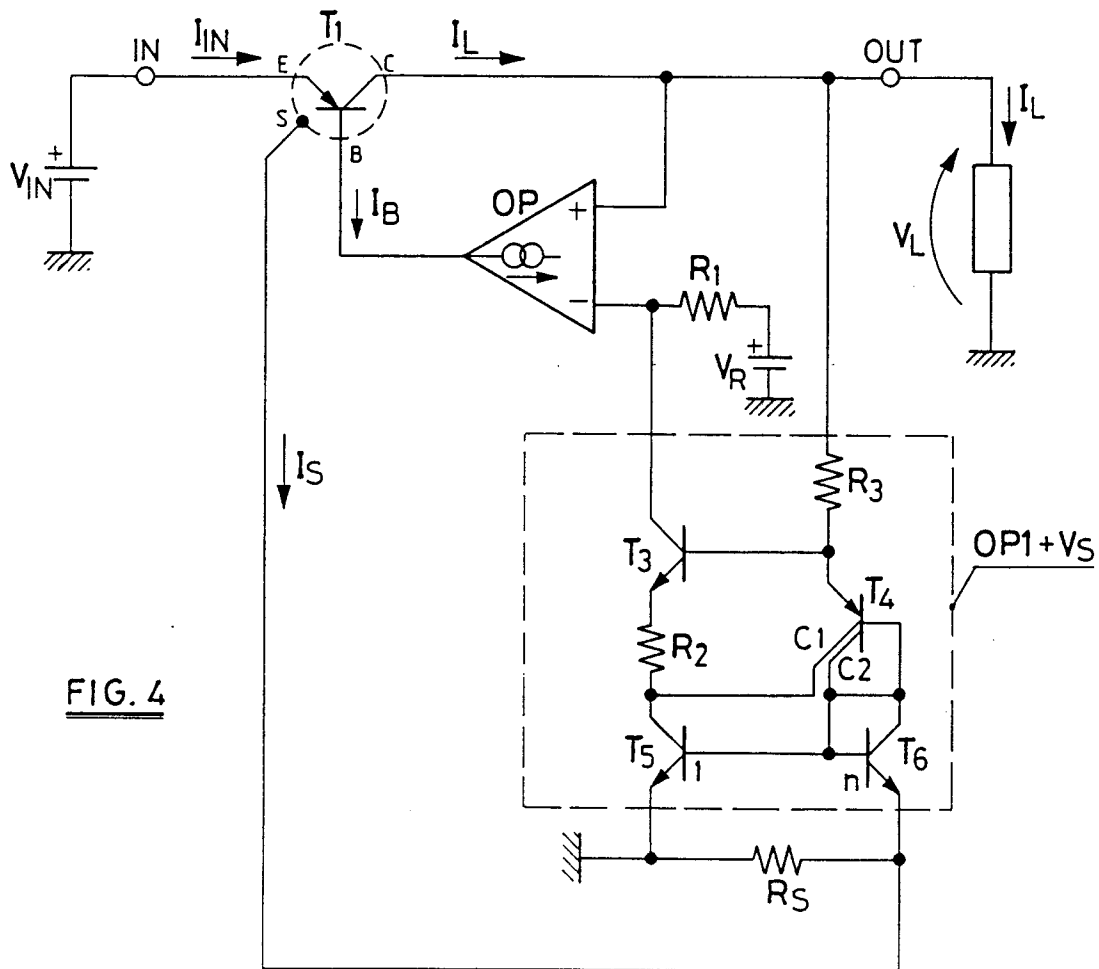 IN
I_IN
T1
I_L
OUT
E
C
S
B
I_L
+
V_IN
I_B
OP
+
−
R1
+
V_R
V_L
I_S
R3
OP1+V_S
T3
T4
C1
C2
R2
FIG. 4
T5
1
n
T6
R_S